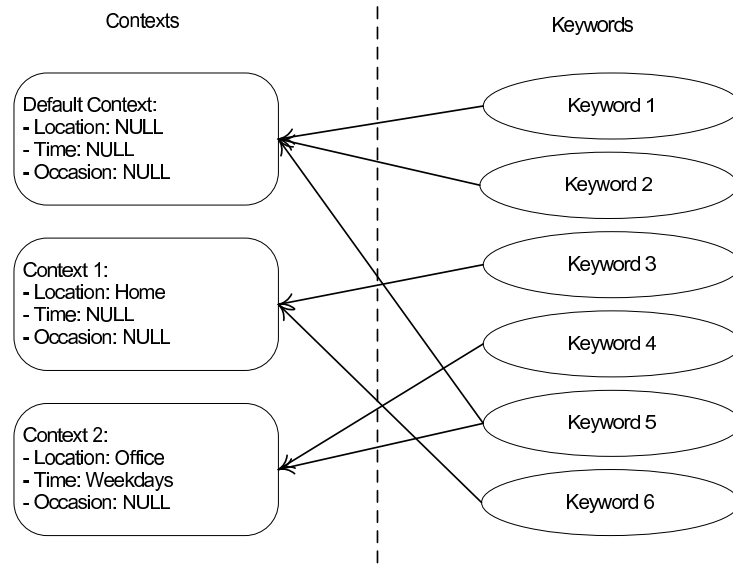 Contexts
Keywords
Default Context:
- Location: NULL
- Time: NULL
- Occasion: NULL
Context 1:
- Location: Home
- Time: NULL
- Occasion: NULL
Context 2:
- Location: Office
- Time: Weekdays
- Occasion: NULL
Keyword 1
Keyword 2
Keyword 3
Keyword 4
Keyword 5
Keyword 6